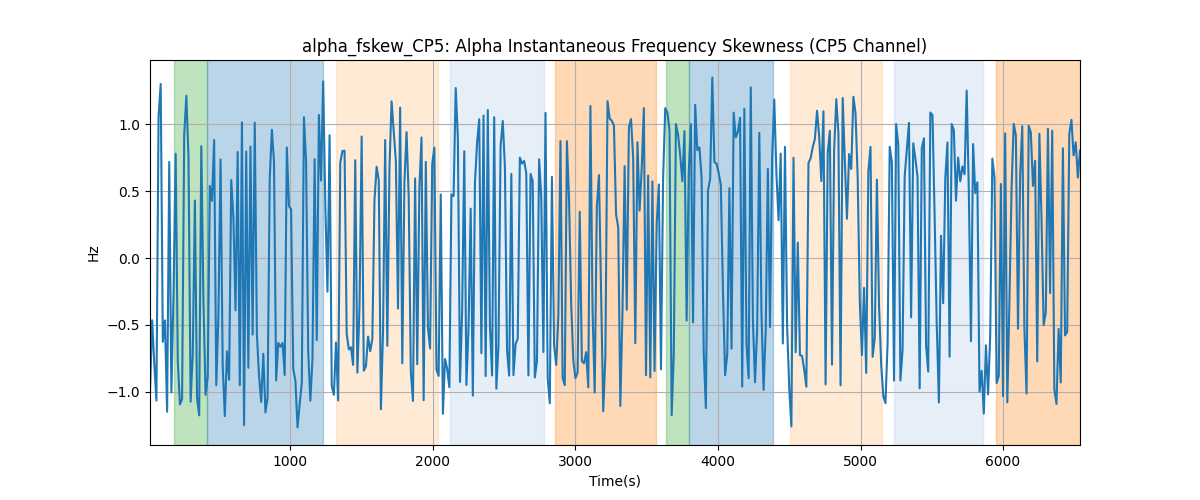 alpha_fskew_CP5: Alpha Instantaneous Frequency Skewness (CP5 Channel)
1.0
0.5
0.0
−0.5
−1.0
Hz
1000 2000 3000 4000 5000 6000
Time(s)